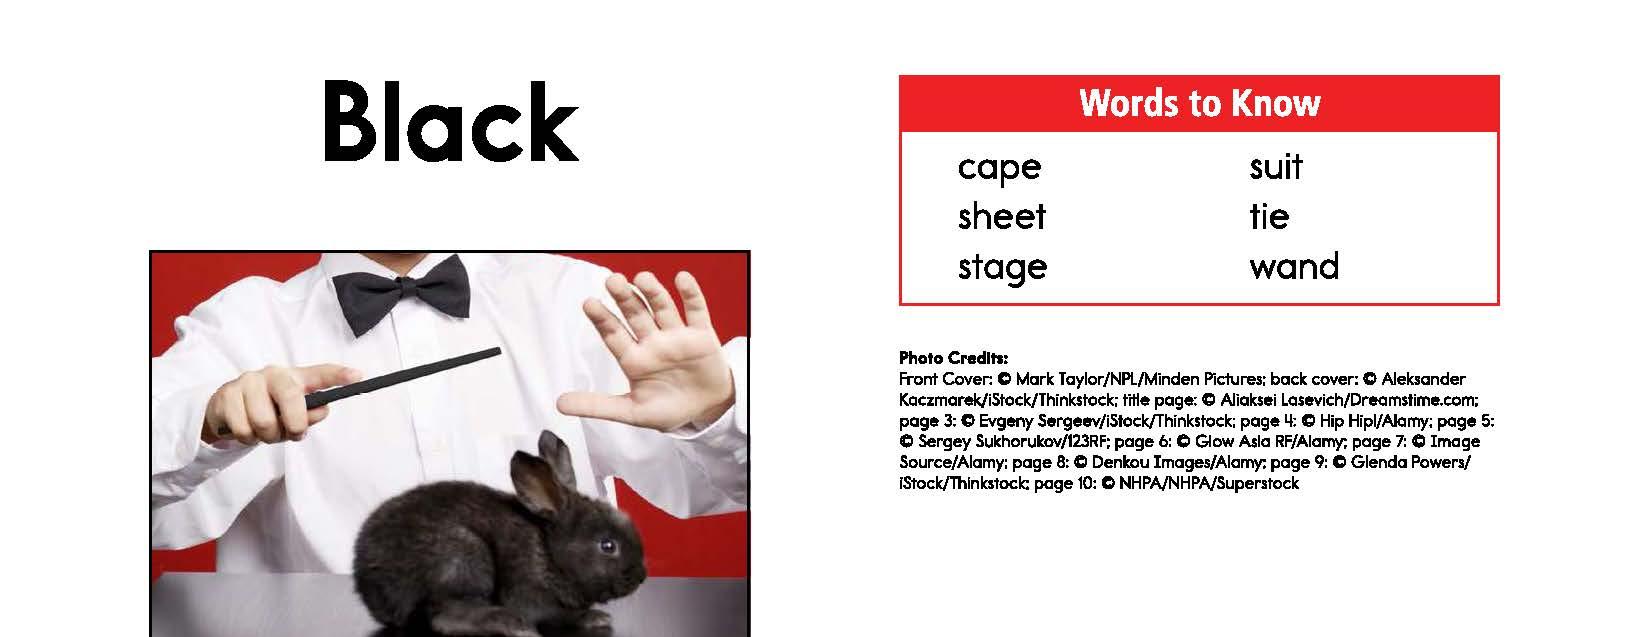 Black
Words to Know
cape
sheet
stage
suit
tie
wand
Photo Credits:
Front Cover: © Mark Taylor/NPL/Minden Pictures; back cover: © Aleksander
Kaczmarek/iStock/Thinkstock; title page: © Aliaksei Lasevich/Dreamstime.com;
page 3: © Evgeny Sergeev/iStock/Thinkstock; page 4: © Hip Hip!/Alamy; page 5:
© Sergey Sukhorukov/123RF; page 6: © Glow Asia RF/Alamy; page 7: © Image
Source/Alamy; page 8: © Denkou Images/Alamy; page 9: © Glenda Powers/
iStock/Thinkstock; page 10: © NHPA/NHPA/Superstock